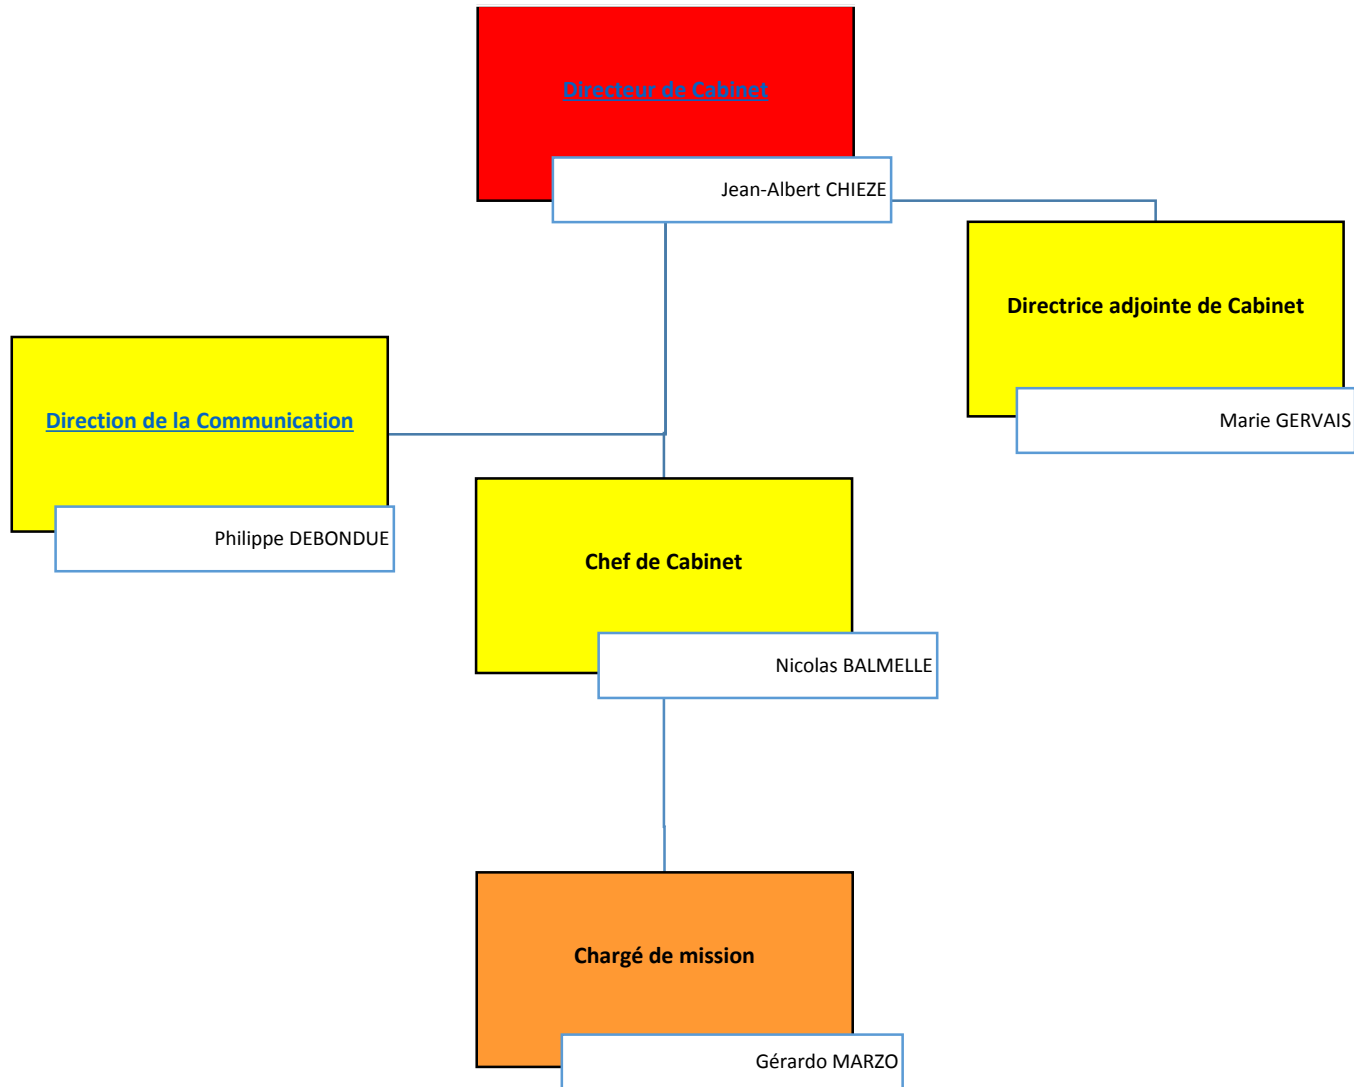 Directeur de Cabinet
Jean-Albert CHIEZE
Directrice adjointe de Cabinet
Marie GERVAIS
Direction de la Communication
Philippe DEBONDUE
Chef de Cabinet
Nicolas BALMELLE
Chargé de mission
Gérardo MARZO